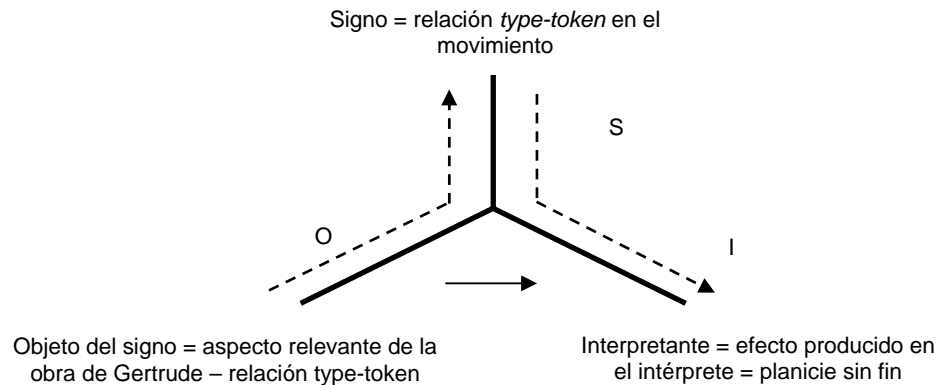 Signo = relación type-token en el
movimiento
S
O
I
Objeto del signo = aspecto relevante de la
obra de Gertrude – relación type-token
Interpretante = efecto producido en
el intérprete = planicie sin fin